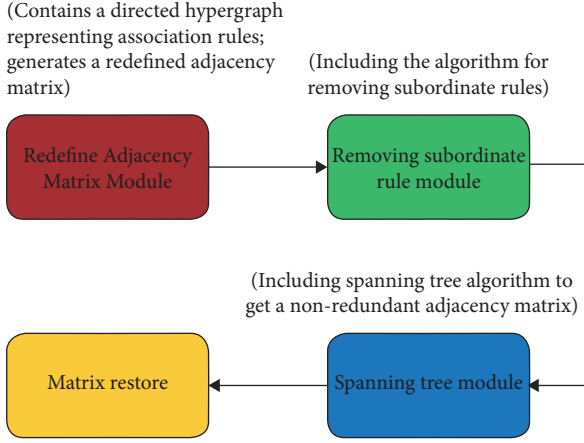 (Contains a directed hypergraph
representing association rules;
generates a redefined adjacency
matrix)
(Including the algorithm for
removing subordinate rules)
Redefine Adjacency
Matrix Module
Removing subordinate
rule module
(Including spanning tree algorithm to
get a non-redundant adjacency matrix)
Matrix restore
Spanning tree module